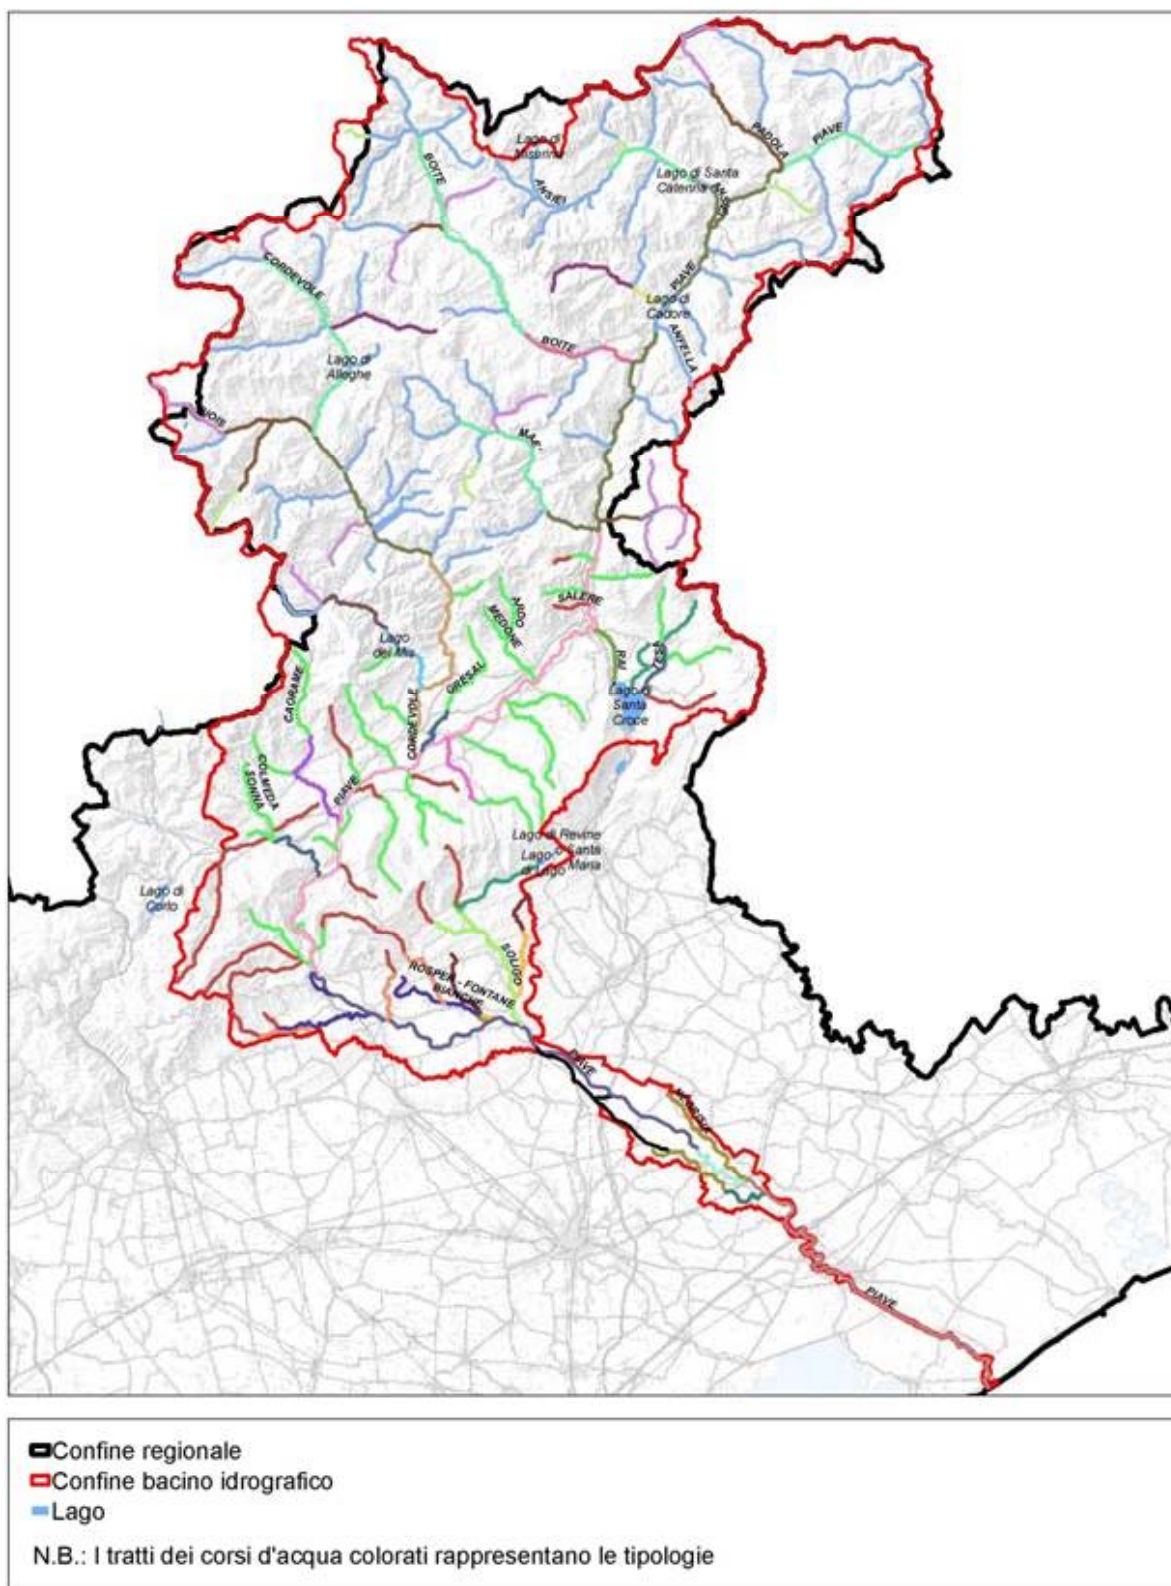 Lago di
Misurina
BOITE
ANSIEI
PADOLA
PIAVE
Lago di Santa
Caterina
CORDEVOLE
PIAVE
Lago di
Cadore
ANFELLA
BOITE
Lago di
Alleghe
MAE'
SALERE
ARDO
MEDONE
Lago
del Mis
RAI
TESA
Lago di
Santa
Croce
GRESAL
CAORAME
CORDEVOLE
COLMEDA
SONNA
PIAVE
Lago di Revine
o Santa
Maria
Lago
di Lago
Lago di
Corlo
SOLIGO
ROSPER - FONTANE
BIANCHE
PIAVE
PIAVE
Confine regionale
Confine bacino idrografico
Lago
N.B.: I tratti dei corsi d'acqua colorati rappresentano le tipologie